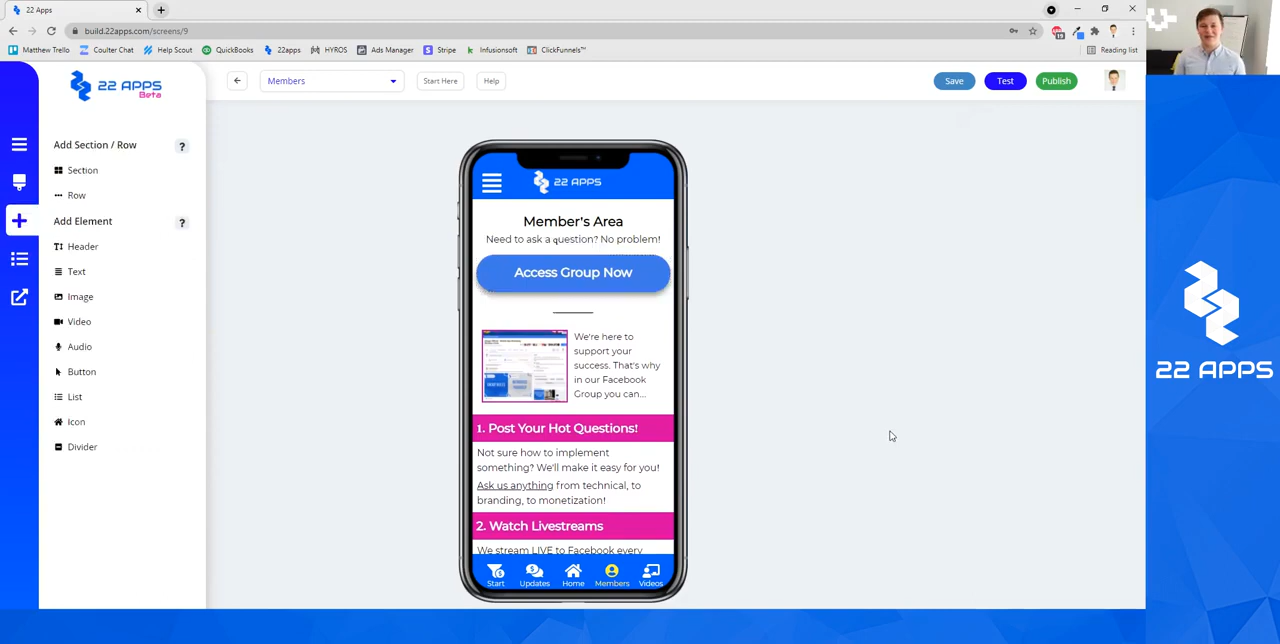 22 Apps
build.22apps.com/screens/9
Matthew Trello
Coulter Chat
Help Scout
QuickBooks
22apps
HYROS
Ads Manager
Stripe
Infusionsoft
ClickFunnels™
Reading list
22 APPS
Beta
Members
Start Here
Help
Save
Test
Publish
Add Section / Row
?
Section
Row
Add Element
?
Header
Text
Image
Video
Audio
Button
List
Icon
Divider
22 APPS
Member's Area
Need to ask a question? No problem!
Access Group Now
We're here to
support your
success. That's why
in our Facebook
Group you can...
1. Post Your Hot Questions!
Not sure how to implement
something? We'll make it easy for you!
Ask us anything from technical, to
branding, to monetization!
2. Watch Livestreams
We stream LIVE to Facebook every
Start
Updates
Home
Members
Videos
22 APPS